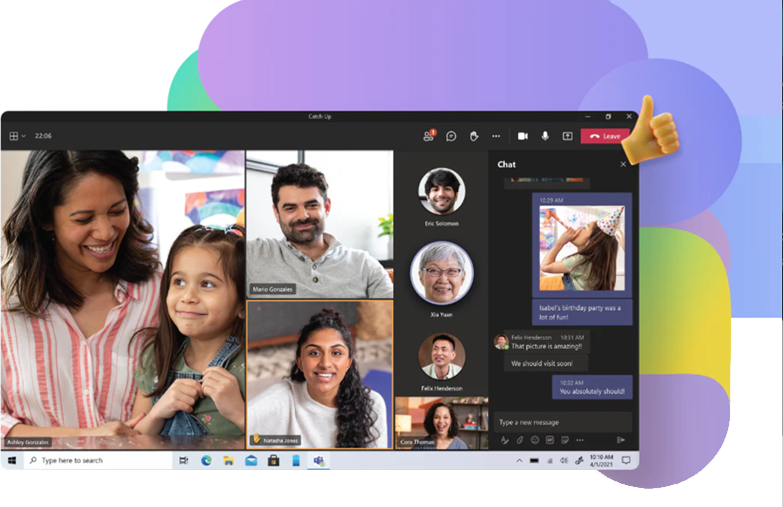 Catch Up
22:06
1
Leave
Chat
10:29 AM
Isabel's birthday party was a
lot of fun!
Felix Henderson 10:31 AM
That picture is amazing!!
We should visit soon!
10:32 AM
You absolutely should!
Type a new message
Ashley Gonzales
Mario Gonzales
Natasha Jones
Eric Solomon
Xia Yuan
Felix Henderson
Cora Thomas
Type here to search
10:10 AM
4/1/2021